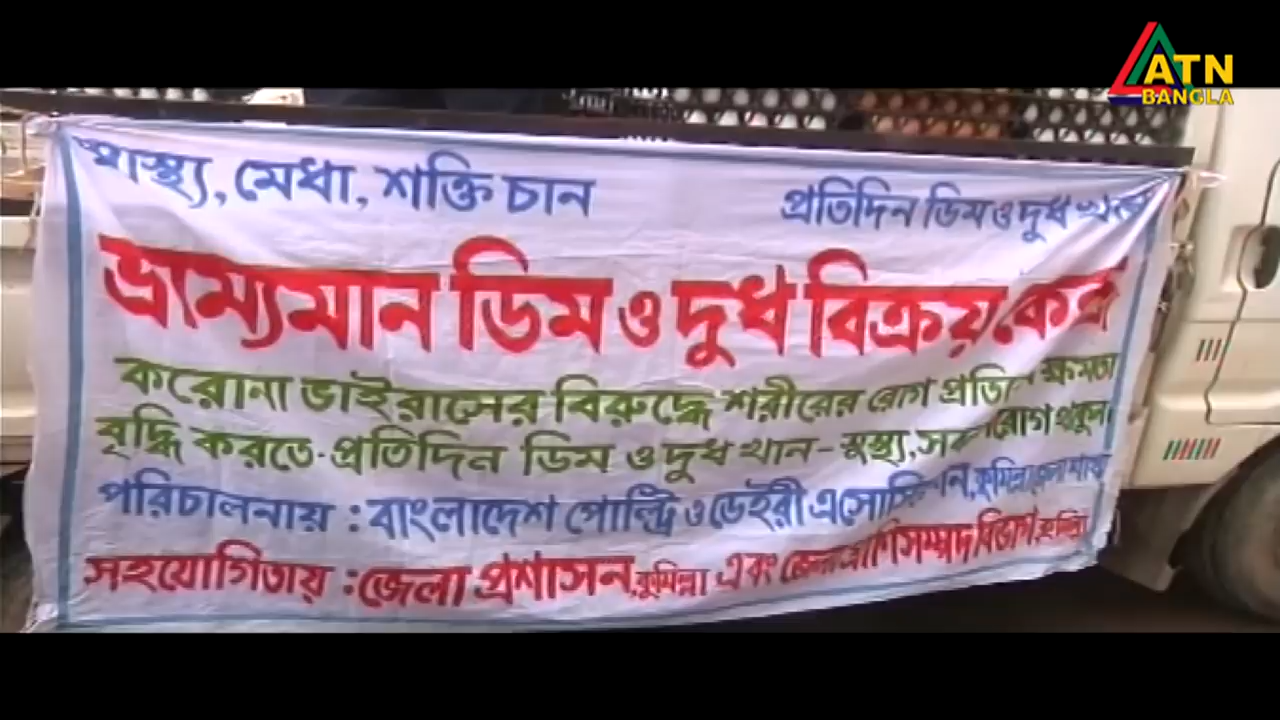 ATN
BANGLA
স্বাস্থ্য, মেধা, শক্তি চান
প্রতিদিন ডিম ও দুধ খান
ভ্রাম্যমান ডিম ও দুধ বিক্রয় কেন্দ্র
করোনা ভাইরাসের বিরুদ্ধে শরীরের রোগ প্রতিরোধ ক্ষমতা
বৃদ্ধি করতে-প্রতিদিন ডিম ও দুধ খান- সুস্থ্য, সবল থাকুন
পরিচালনায় : বাংলাদেশ পোল্ট্রি ও ডেইরী এসোসিয়েশন, কুমিল্লা জেলা শাখা
সহযোগিতায় : জেলা প্রশাসন, কুমিল্লা এবং জেলা প্রাণিসম্পদ বিভাগ, কুমিল্লা